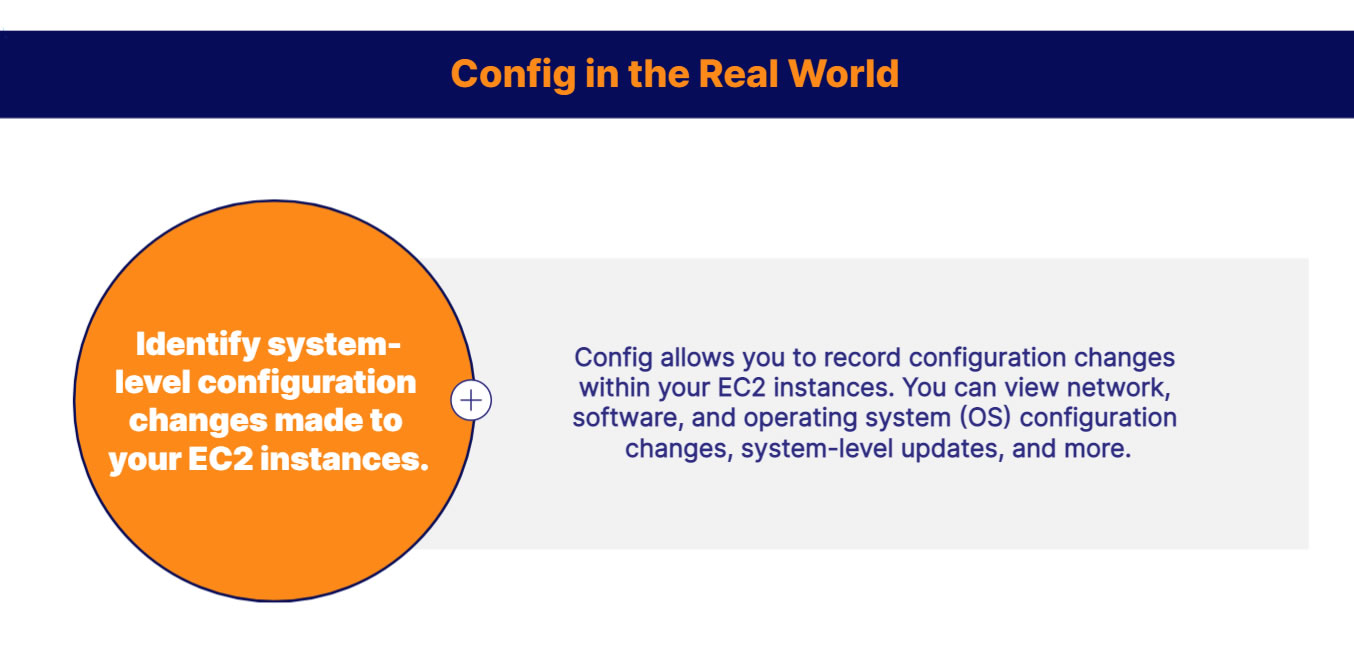 Config in the Real World
Identify system-
level configuration
changes made to
your EC2 instances.
Config allows you to record configuration changes
within your EC2 instances. You can view network,
software, and operating system (OS) configuration
changes, system-level updates, and more.